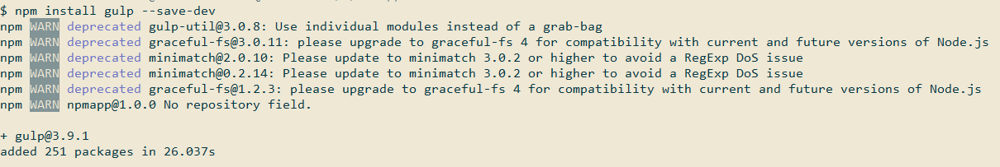 $ npm install gulp --save-dev
npm WARN deprecated gulp-util@3.0.8: Use individual modules instead of a grab-bag
npm WARN deprecated graceful-fs@3.0.11: please upgrade to graceful-fs 4 for compatibility with current and future versions of Node.js
npm WARN deprecated minimatch@2.0.10: Please update to minimatch 3.0.2 or higher to avoid a RegExp DoS issue
npm WARN deprecated minimatch@0.2.14: Please update to minimatch 3.0.2 or higher to avoid a RegExp DoS issue
npm WARN deprecated graceful-fs@1.2.3: please upgrade to graceful-fs 4 for compatibility with current and future versions of Node.js
npm WARN npmapp@1.0.0 No repository field.
+ gulp@3.9.1
added 251 packages in 26.037s